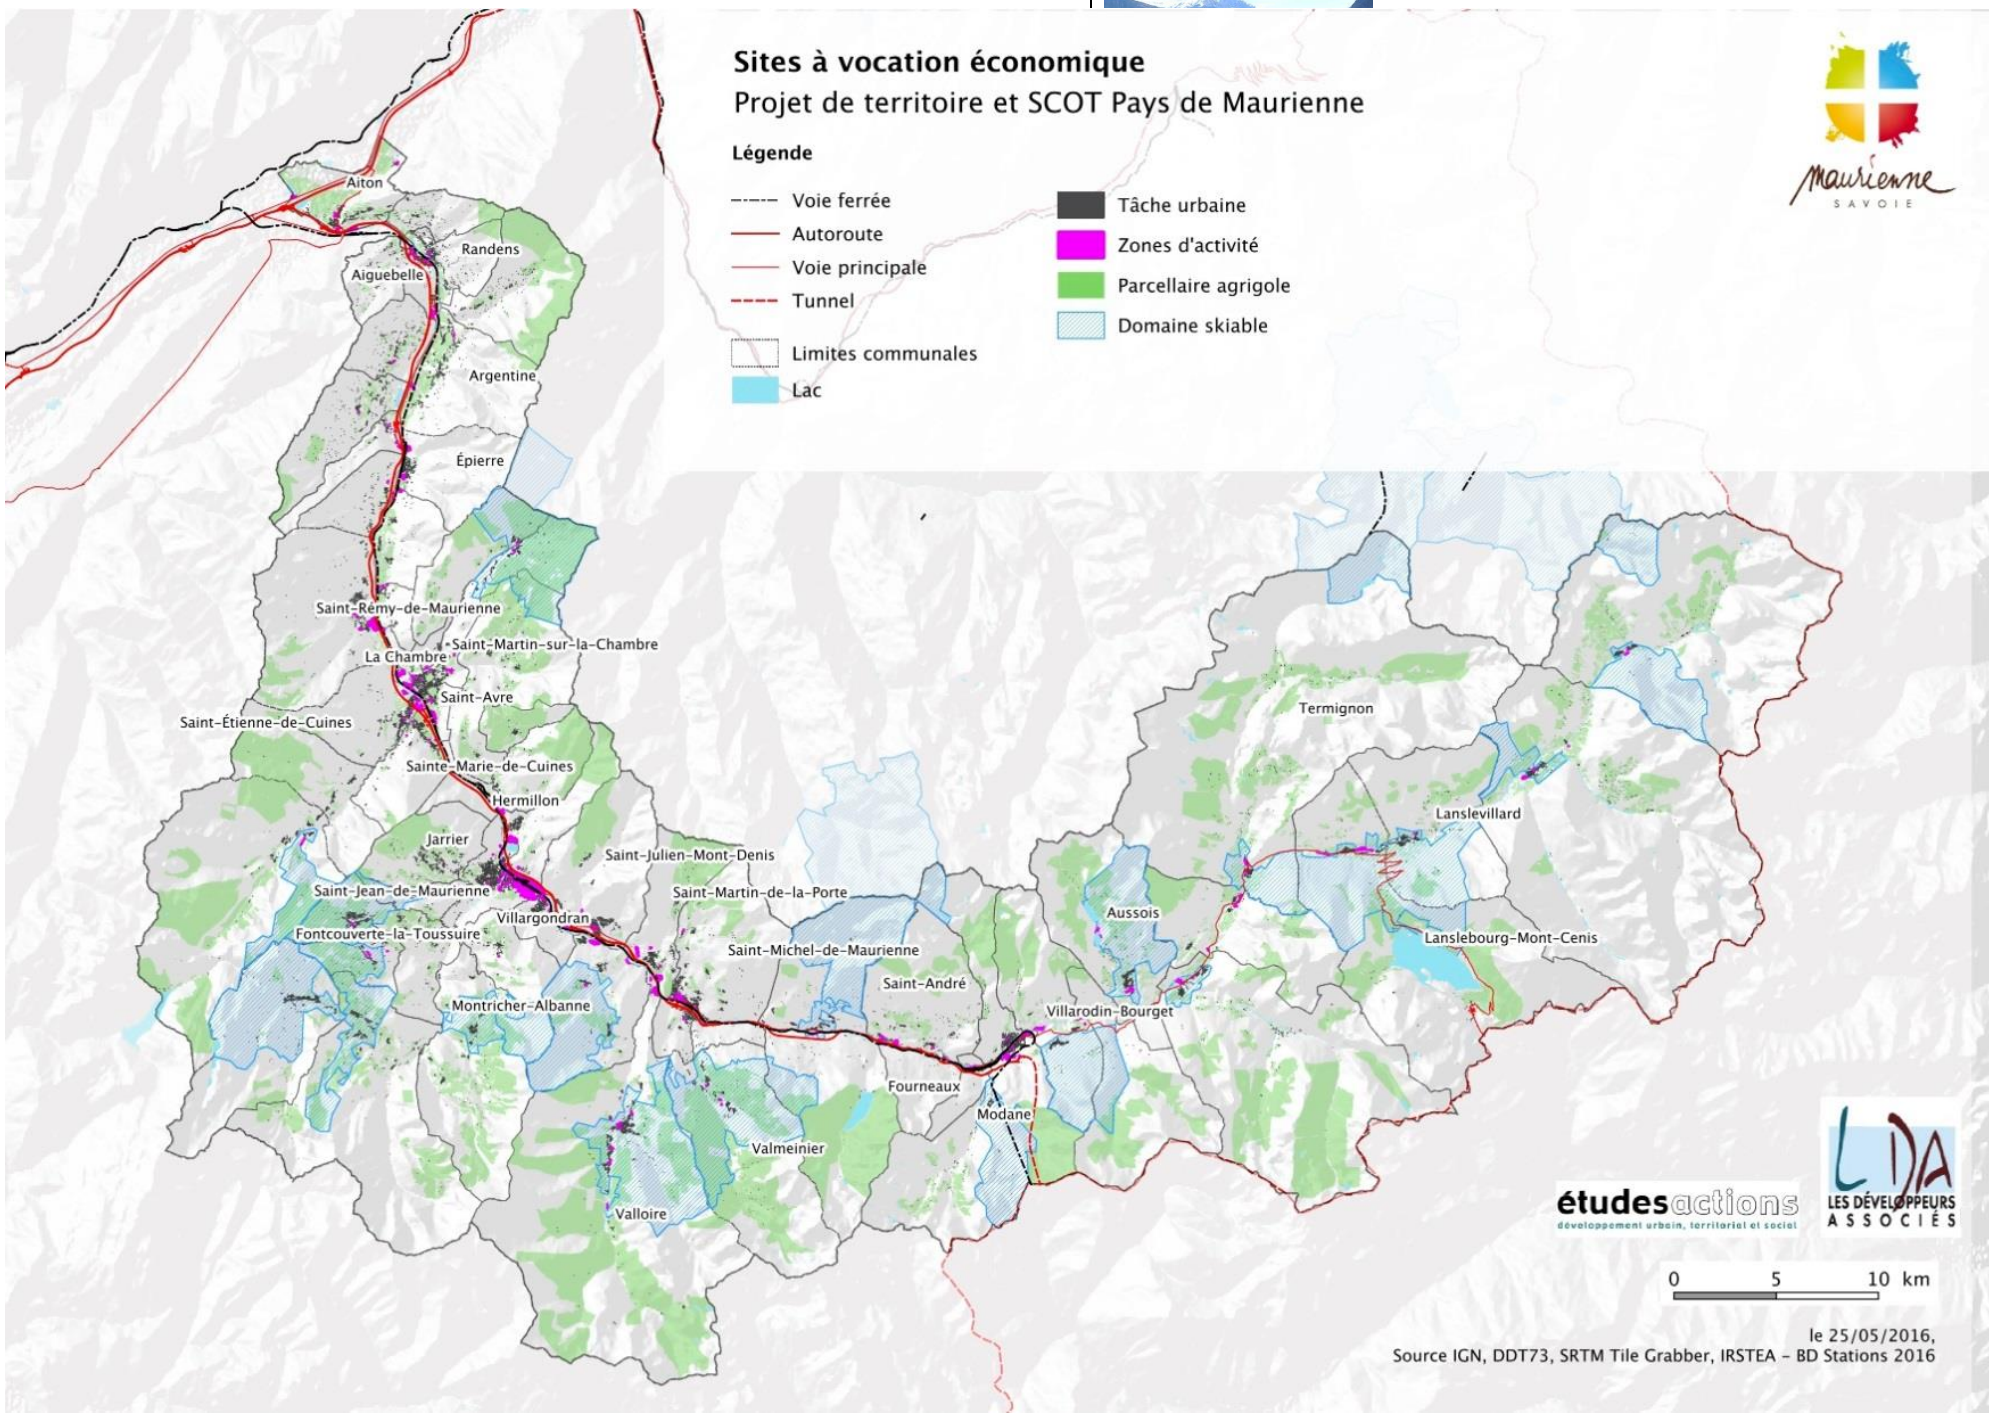 Sites à vocation économique
Projet de territoire et SCOT Pays de Maurienne
Légende
Voie ferrée
Autoroute
Voie principale
Tunnel
Limites communales
Lac
Tâche urbaine
Zones d'activité
Parcellaire agrigole
Domaine skiable
Maurienne
SAVOIE
Aiton
Randens
Aiguebelle
Argentine
Épierre
Saint-Rémy-de-Maurienne
Saint-Martin-sur-la-Chambre
La Chambre
Saint-Avre
Saint-Étienne-de-Cuines
Sainte-Marie-de-Cuines
Hermillon
Jarrier
Saint-Julien-Mont-Denis
Saint-Jean-de-Maurienne
Saint-Martin-de-la-Porte
Villargondran
Fontcouverte-la-Toussuire
Saint-Michel-de-Maurienne
Saint-André
Montricher-Albanne
Villarodin-Bourget
Fourneaux
Modane
Valmeinier
Valloire
Termignon
Lanslevillard
Aussois
Lanslebourg-Mont-Cenis
étudesactions
développement urbain, territorial et social
LDA
LES DÉVELOPPEURS
ASSOCIÉS
0 5 10 km
le 25/05/2016,
Source IGN, DDT73, SRTM Tile Grabber, IRSTEA - BD Stations 2016